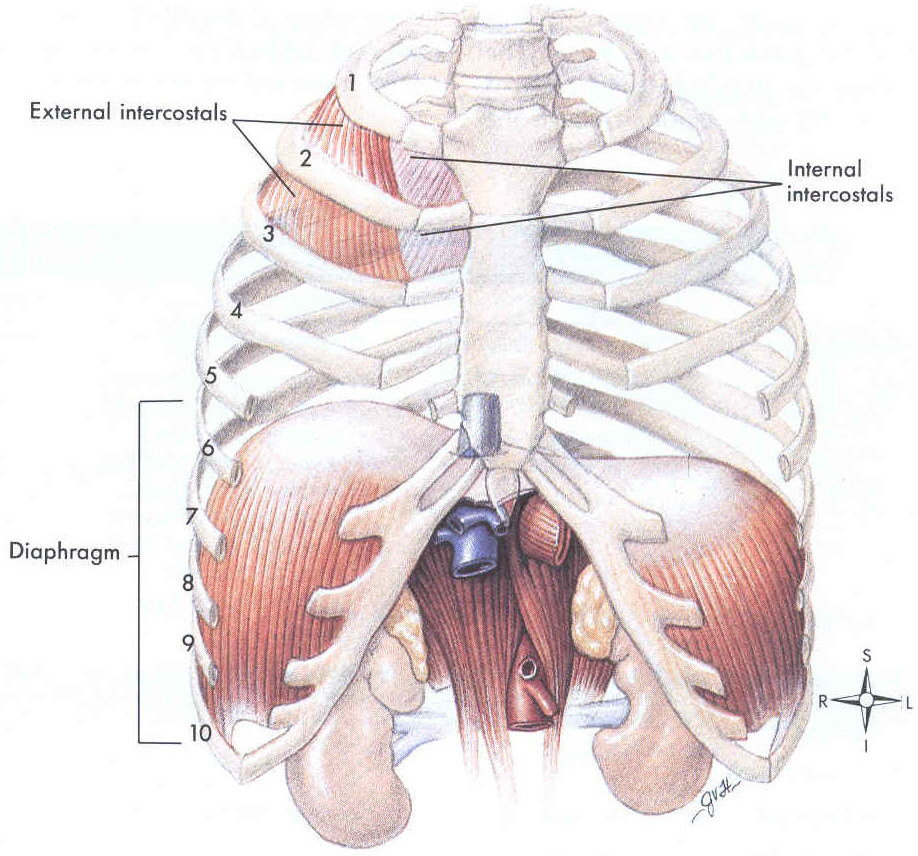 1
External intercostals
2
Internal
intercostals
3
4
5
6
7
Diaphragm
8
9
S
R L
I
10